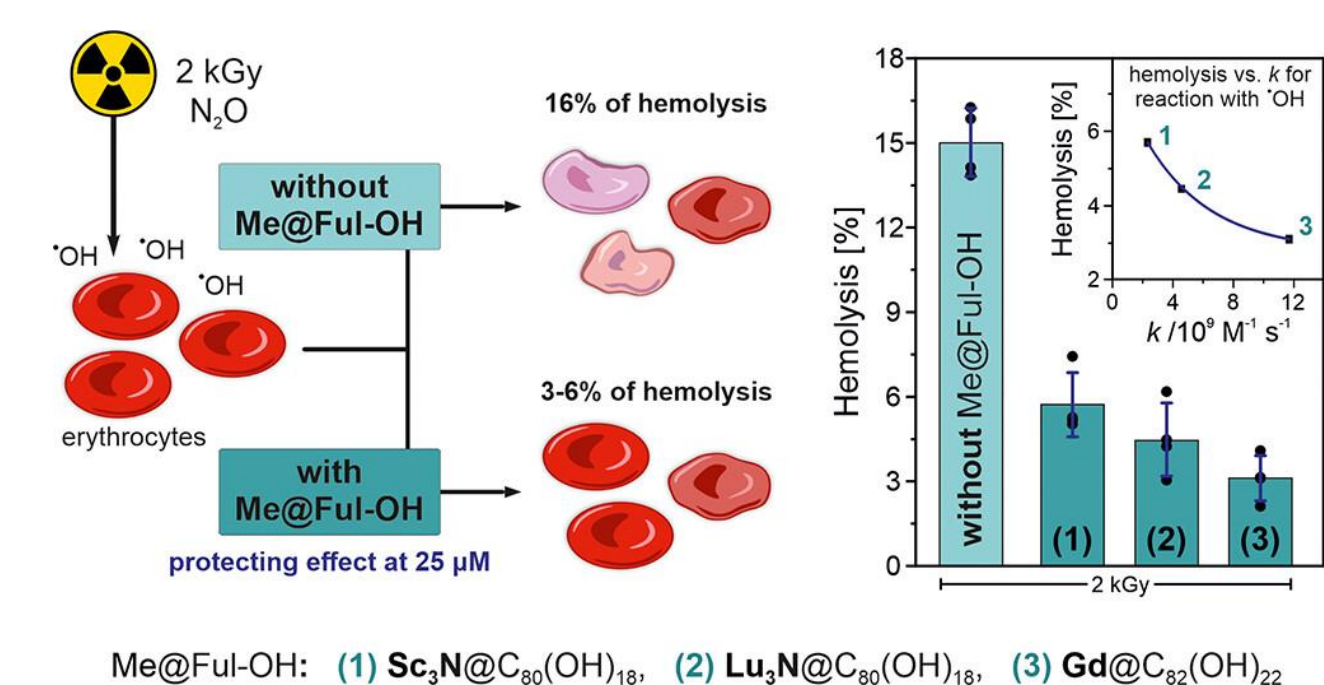 2 kGy
N₂O
•OH •OH
•OH
erythrocytes
without
Me@Ful-OH
with
Me@Ful-OH
protecting effect at 25 µM
16% of hemolysis
3-6% of hemolysis
Hemolysis [%]
18
15
12
9
6
3
0
without Me@Ful-OH
(1)
(2)
(3)
2 kGy
hemolysis vs. k for
reaction with •OH
Hemolysis [%]
6
4
2
1
2
3
0 4 8 12
k /10⁹ M⁻¹ s⁻¹
Me@Ful-OH: (1) Sc₃N@C₈₀(OH)₁₈, (2) Lu₃N@C₈₀(OH)₁₈, (3) Gd@C₈₂(OH)₂₂